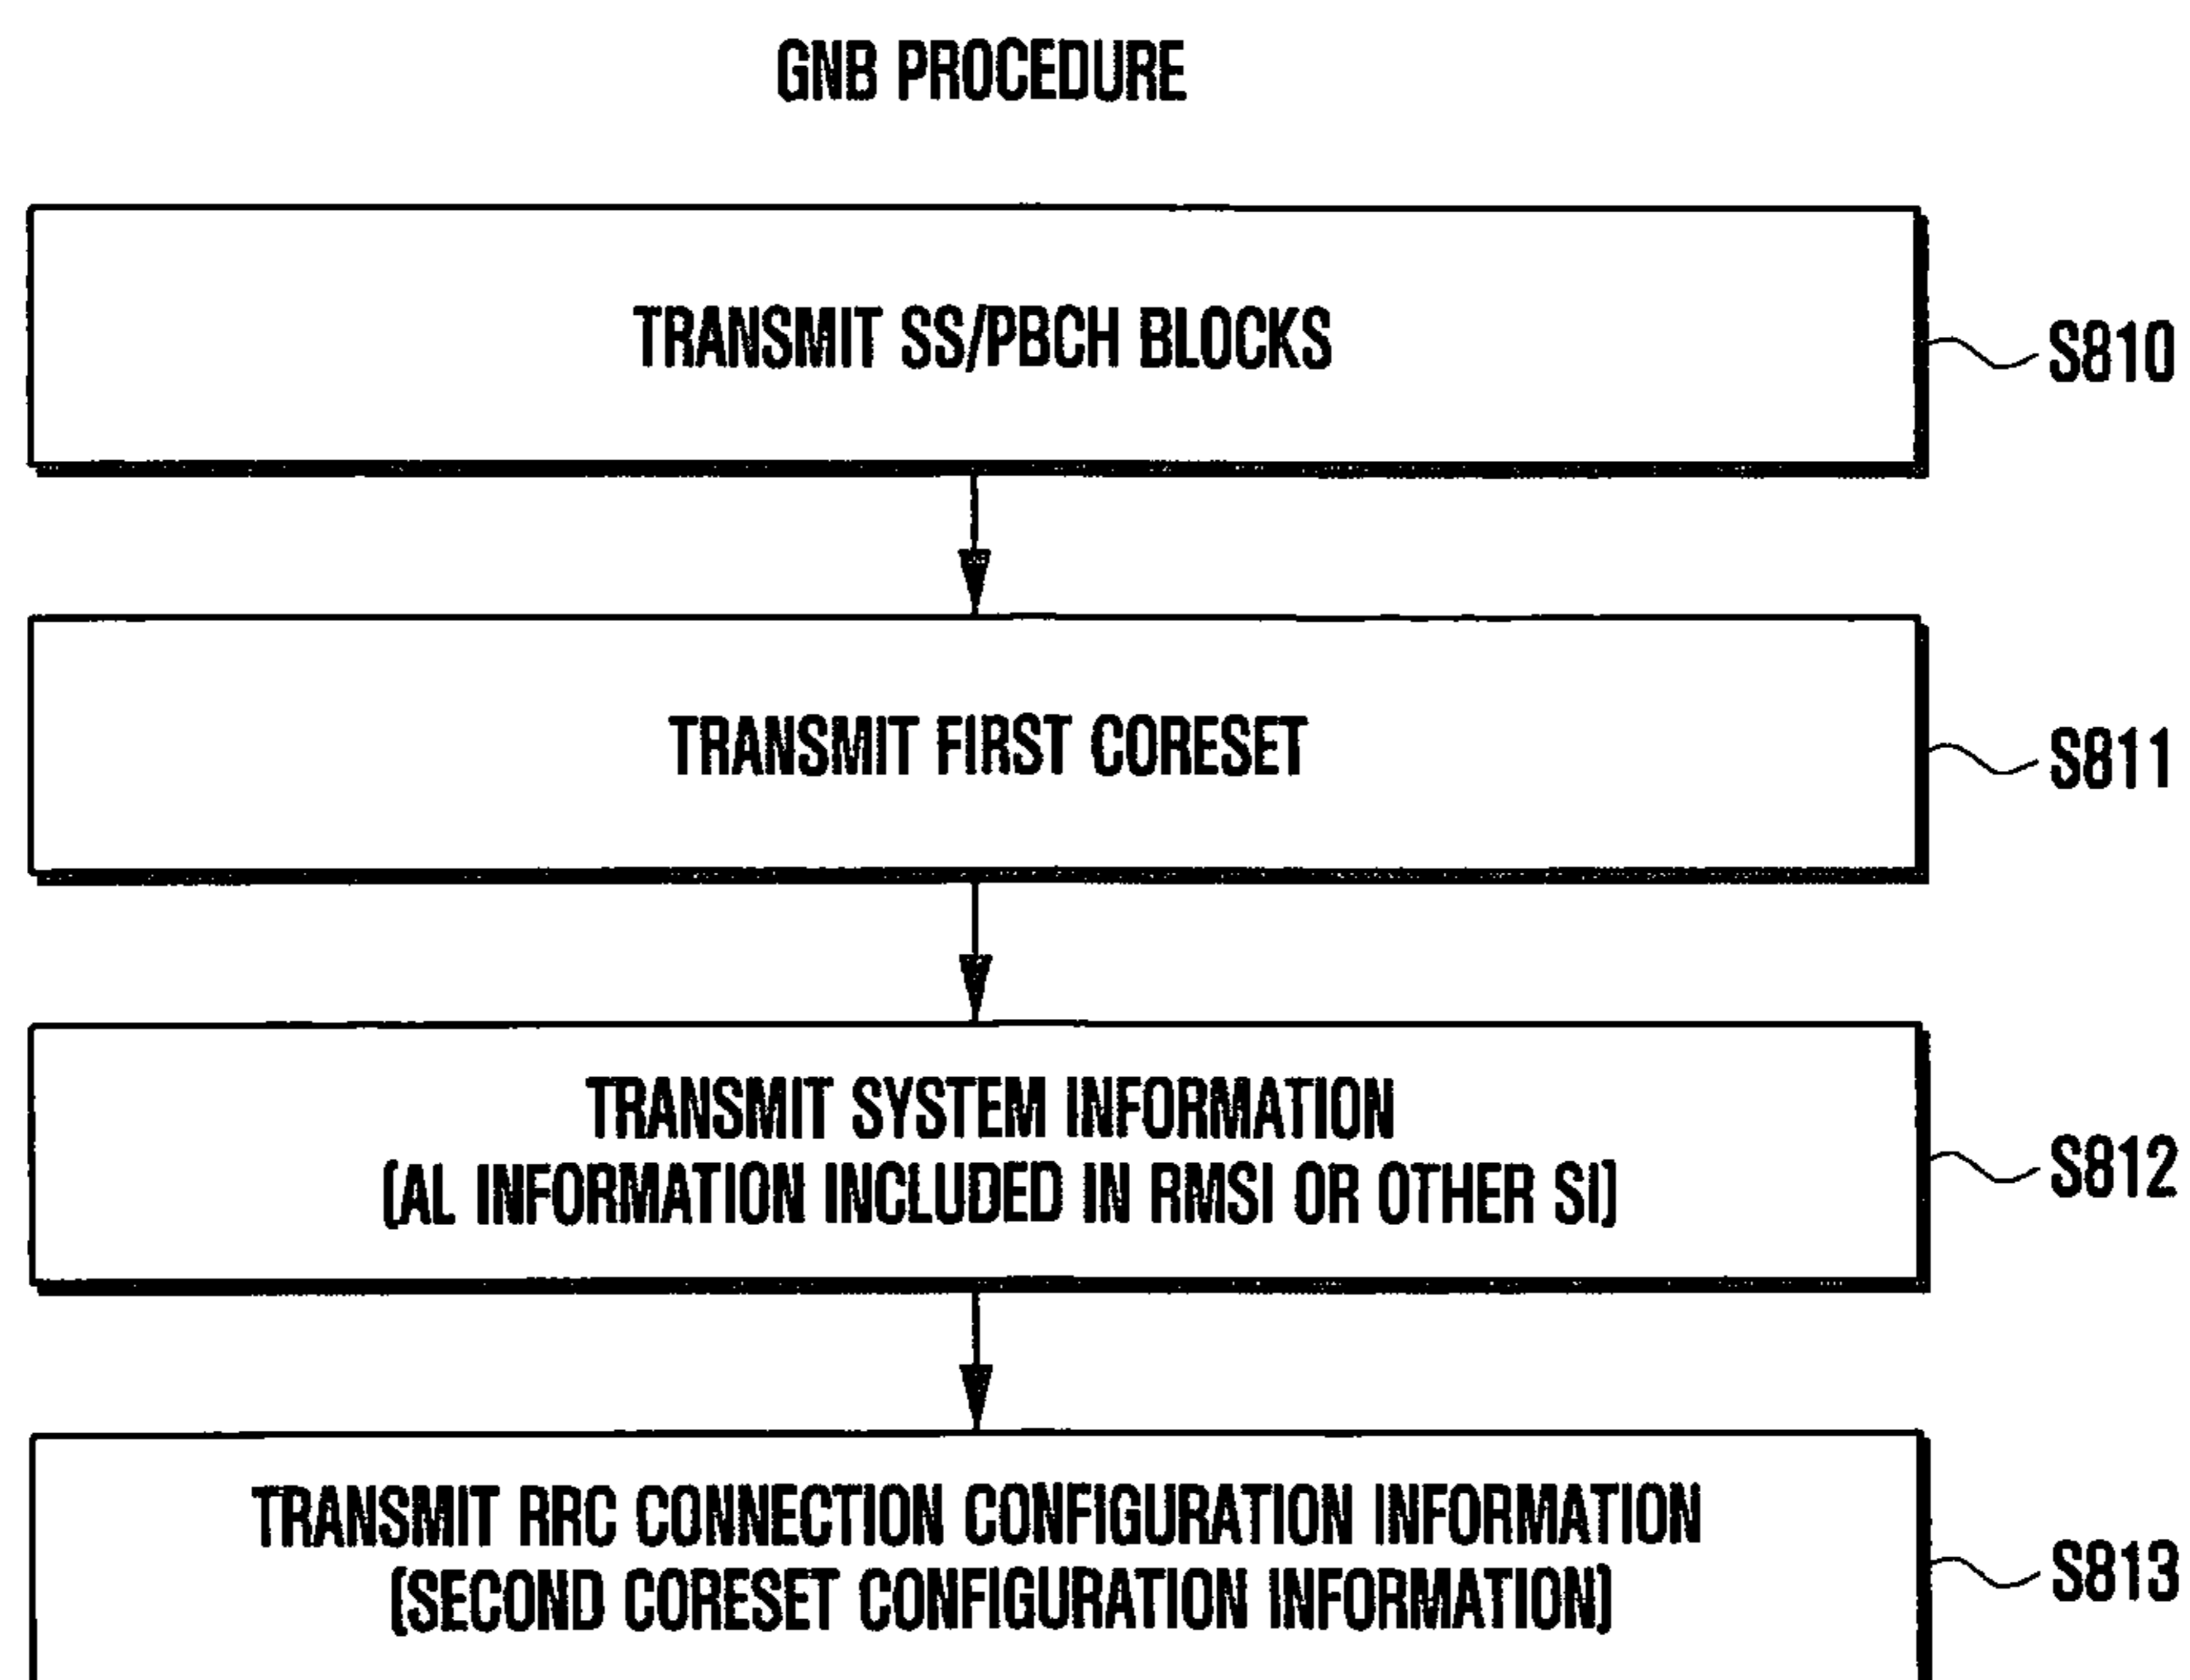 GNB PROCEDURE
TRANSMIT SS/PBCH BLOCKS
S810
TRANSMIT FIRST CORESET
S811
TRANSMIT SYSTEM INFORMATION
(AL INFORMATION INCLUDED IN RMSI OR OTHER SI)
S812
TRANSMIT RRC CONNECTION CONFIGURATION INFORMATION
(SECOND CORESET CONFIGURATION INFORMATION)
S813